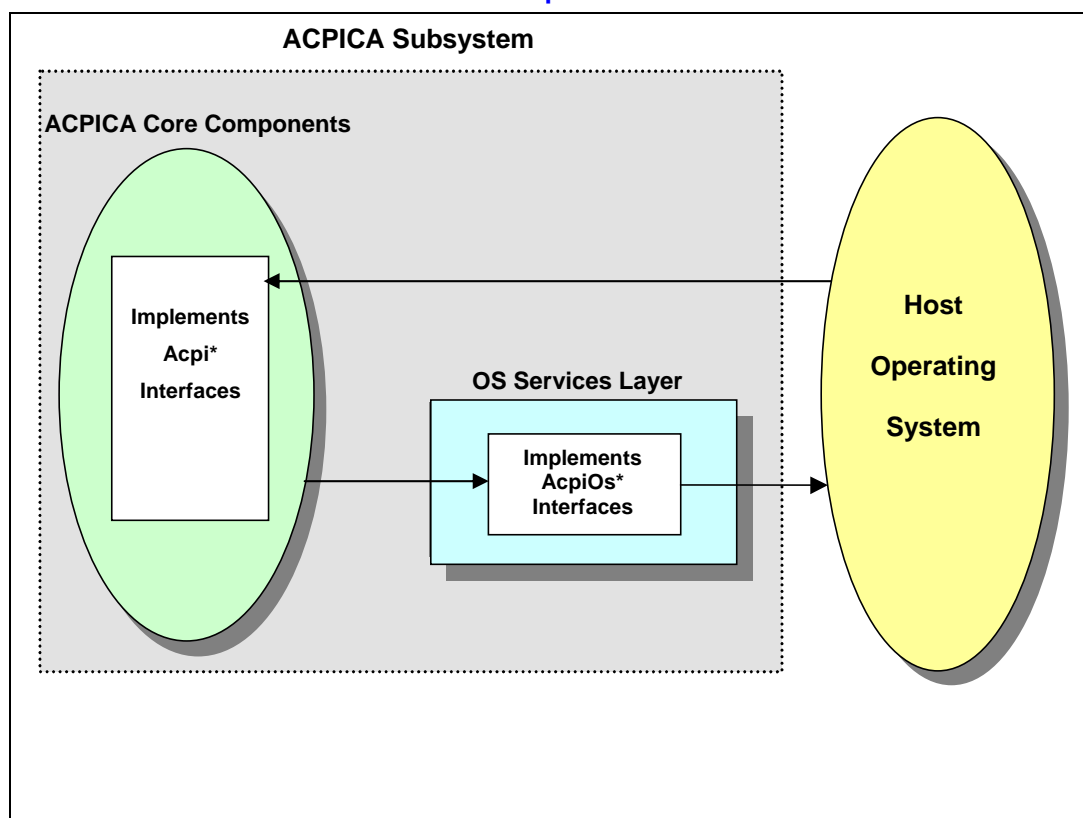 ACPICA Subsystem
ACPICA Core Components
Implements
Acpi*
Interfaces
OS Services Layer
Implements
AcpiOs*
Interfaces
Host
Operating
System